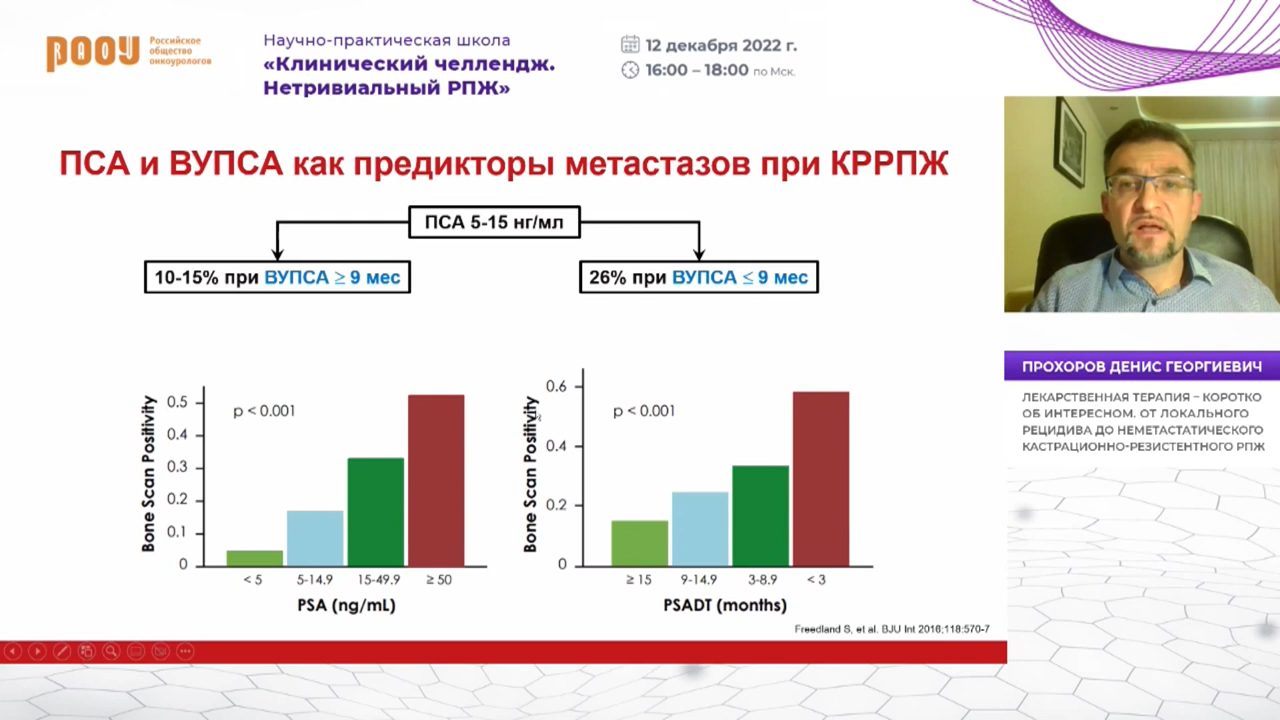 РАОУ
Российское
общество
онкоурологов
Научно-практическая школа
«Клинический челлендж.
Нетривиальный РПЖ»
12 декабря 2022 г.
16:00 – 18:00 по Мск.
ПСА и ВУПСА как предикторы метастазов при КРРПЖ
ПСА 5-15 нг/мл
10-15% при ВУПСА ≥ 9 мес
26% при ВУПСА ≤ 9 мес
Bone Scan Positivity
0.5
0.4
0.3
0.2
0.1
0
p < 0.001
< 5
5-14.9
15-49.9
≥ 50
PSA (ng/mL)
Bone Scan Positivity
0.6
0.4
0.2
0
p < 0.001
≥ 15
9-14.9
3-8.9
< 3
PSADT (months)
Freedland S, et al. BJU Int 2016;118:570-7
ПРОХОРОВ ДЕНИС ГЕОРГИЕВИЧ
ЛЕКАРСТВЕННАЯ ТЕРАПИЯ – КОРОТКО
ОБ ИНТЕРЕСНОМ. ОТ ЛОКАЛЬНОГО
РЕЦИДИВА ДО НЕМЕТАСТАТИЧЕСКОГО
КАСТРАЦИОННО-РЕЗИСТЕНТНОГО РПЖ